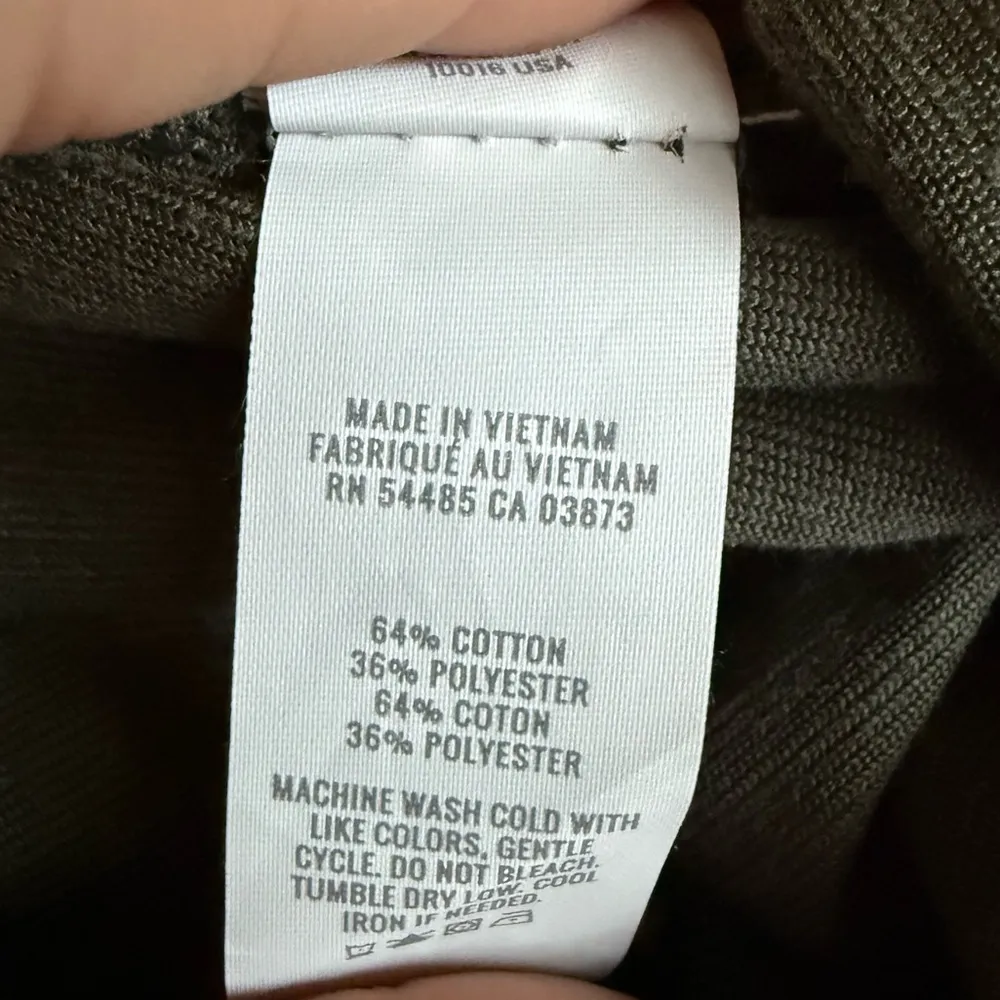 10016 USA
MADE IN VIETNAM
FABRIQUÉ AU VIETNAM
RN 54485 CA 03873
64% COTTON
36% POLYESTER
64% COTON
36% POLYESTER
MACHINE WASH COLD WITH
LIKE COLORS, GENTLE
CYCLE. DO NOT BLEACH.
TUMBLE DRY LOW. COOL
IRON IF NEEDED.